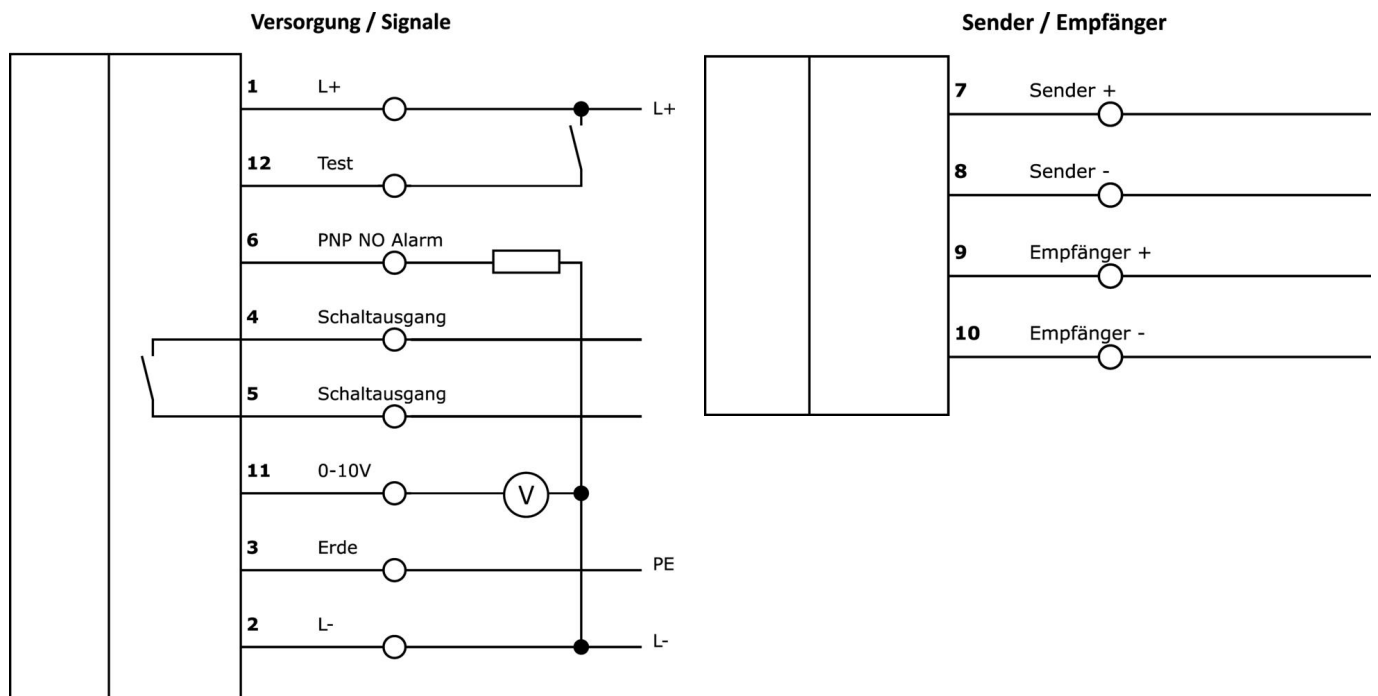 Versorgung / Signale
1 L+
L+
12 Test
6 PNP NO Alarm
4 Schaltausgang
5 Schaltausgang
11 0-10V
V
3 Erde
PE
2 L-
L-
Sender / Empfänger
7 Sender +
8 Sender -
9 Empfänger +
10 Empfänger -